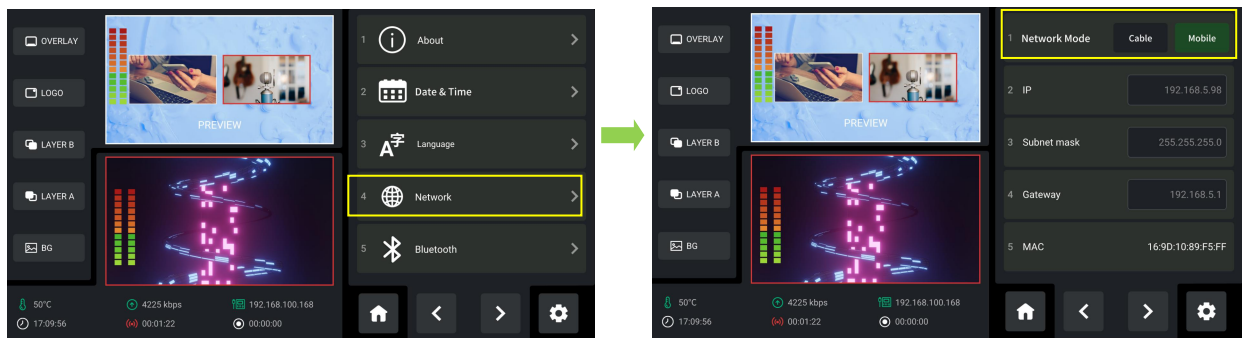 OVERLAY
LOGO
LAYER B
LAYER A
BG
PREVIEW
1 About
2 Date & Time
3 A字 Language
4 Network
5 Bluetooth
50°C
4225 kbps
192.168.100.168
17:09:56
00:01:22
00:00:00
OVERLAY
LOGO
LAYER B
LAYER A
BG
PREVIEW
1 Network Mode Cable Mobile
2 IP 192.168.5.98
3 Subnet mask 255.255.255.0
4 Gateway 192.168.5.1
5 MAC 16:9D:10:89:F5:FF
50°C
4225 kbps
192.168.100.168
17:09:56
00:01:22
00:00:00